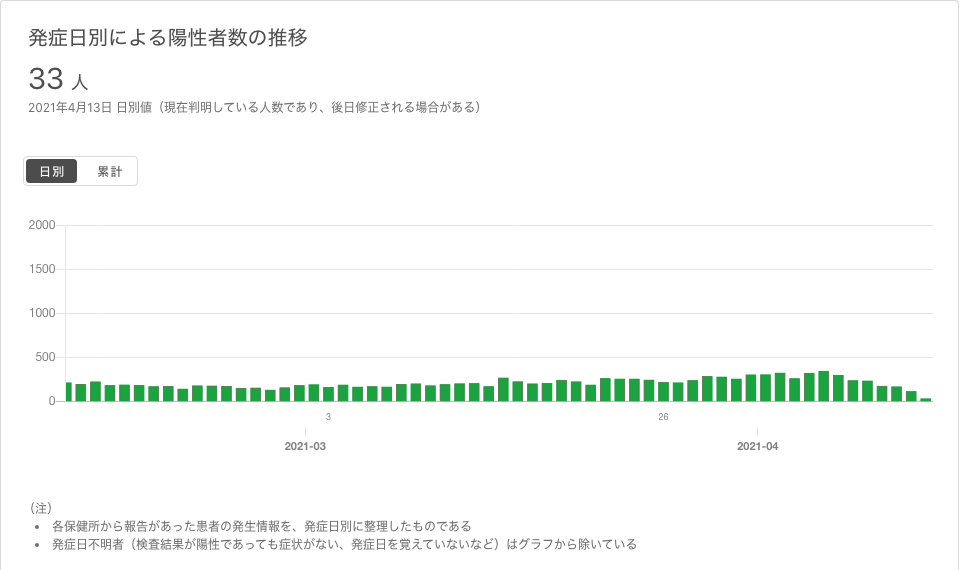 発症日別による陽性者数の推移
33 人
2021年4月13日 日別値（現在判明している人数であり、後日修正される場合がある）
日別 累計
2000
1500
1000
500
0
3 26
2021-03 2021-04
（注）
• 各保健所から報告があった患者の発生情報を、発症日別に整理したものである
• 発症日不明者（検査結果が陽性であっても症状がない、発症日を覚えていないなど）はグラフから除いている